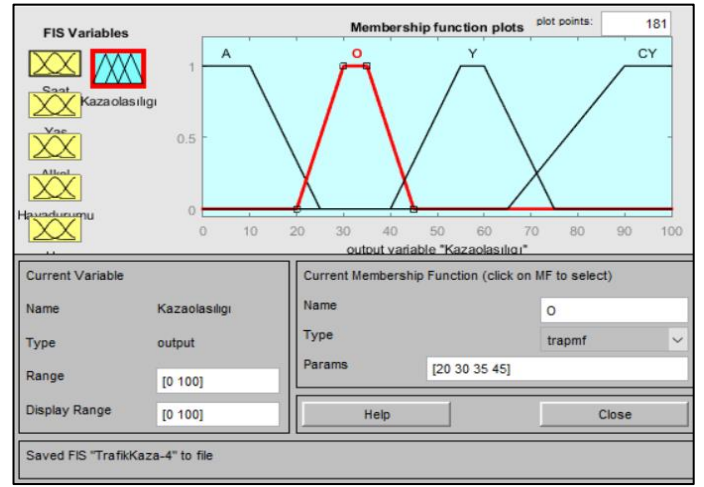 FIS Variables
Membership function plots
plot points:
181
Saat
Kazaolasılıgı
Yas
Alkol
Havadurumu
A
O
Y
CY
1
0.5
0
0 10 20 30 40 50 60 70 80 90 100
output variable "Kazaolasılıgı"
Current Variable
Name Kazaolasılıgı
Type output
Range [0 100]
Display Range [0 100]
Current Membership Function (click on MF to select)
Name O
Type trapmf
Params [20 30 35 45]
Help Close
Saved FIS "TrafikKaza-4" to file